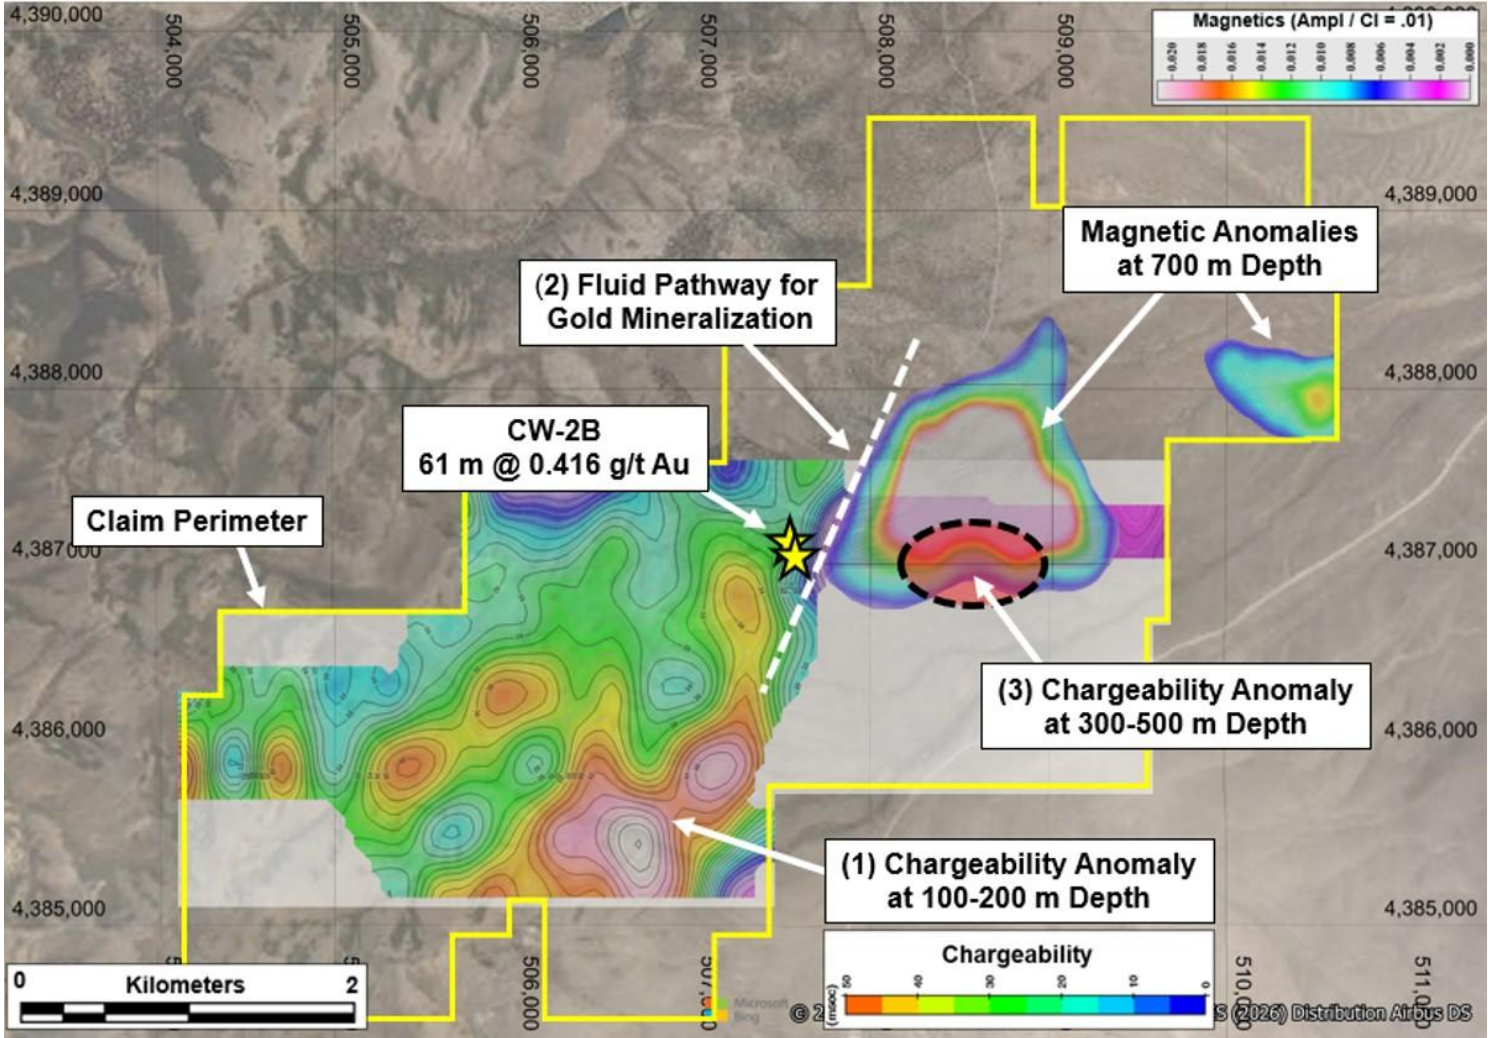 4,390,000
504,000
505,000
506,000
507,000
508,000
509,000
Magnetics (Ampl / CI = .01)
0.020
0.018
0.016
0.014
0.012
0.010
0.008
0.006
0.004
0.002
0.000
4,389,000
4,389,000
Magnetic Anomalies
at 700 m Depth
(2) Fluid Pathway for
Gold Mineralization
4,388,000
4,388,000
CW-2B
61 m @ 0.416 g/t Au
Claim Perimeter
4,387,000
4,387,000
(3) Chargeability Anomaly
at 300-500 m Depth
4,386,000
4,386,000
(1) Chargeability Anomaly
at 100-200 m Depth
4,385,000
4,385,000
0
Kilometers
2
506,000
Microsoft
Bing
Chargeability
50
40
30
20
10
0
(msoc)
510,000
511,000
(2026) Distribution Airbus DS